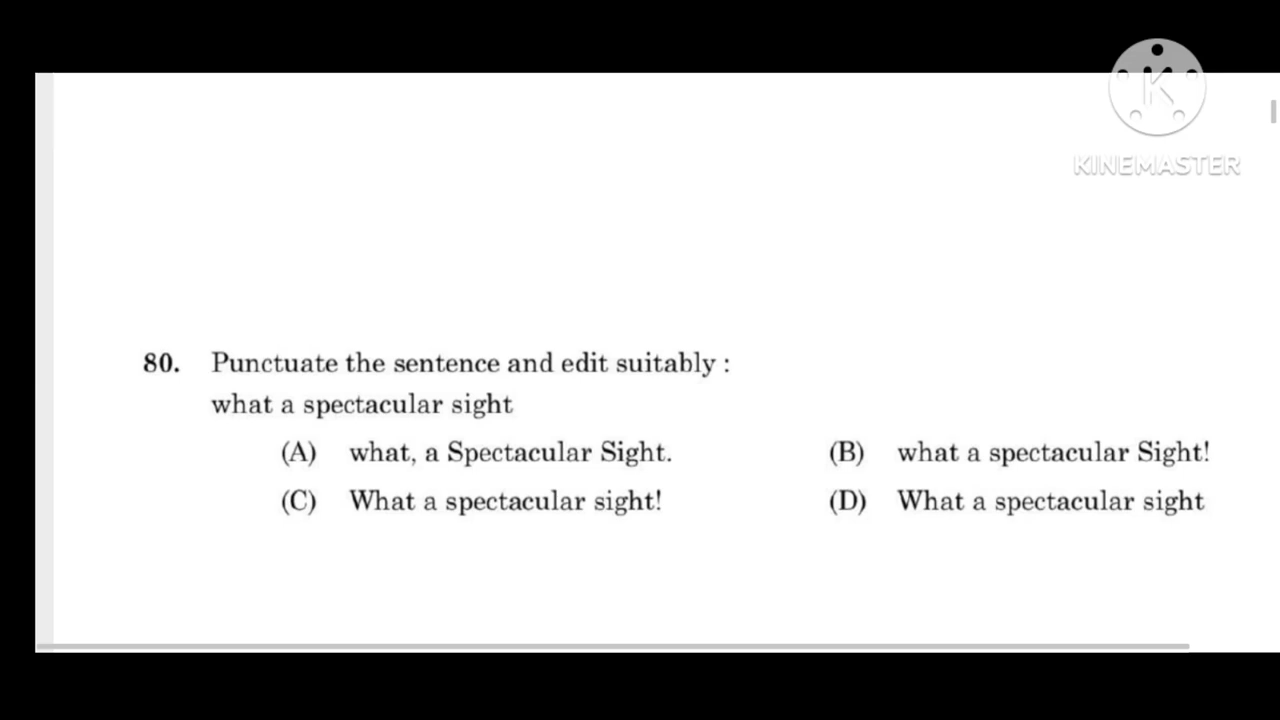 K
KINEMASTER
80. Punctuate the sentence and edit suitably :
what a spectacular sight
(A) what, a Spectacular Sight. (B) what a spectacular Sight!
(C) What a spectacular sight! (D) What a spectacular sight